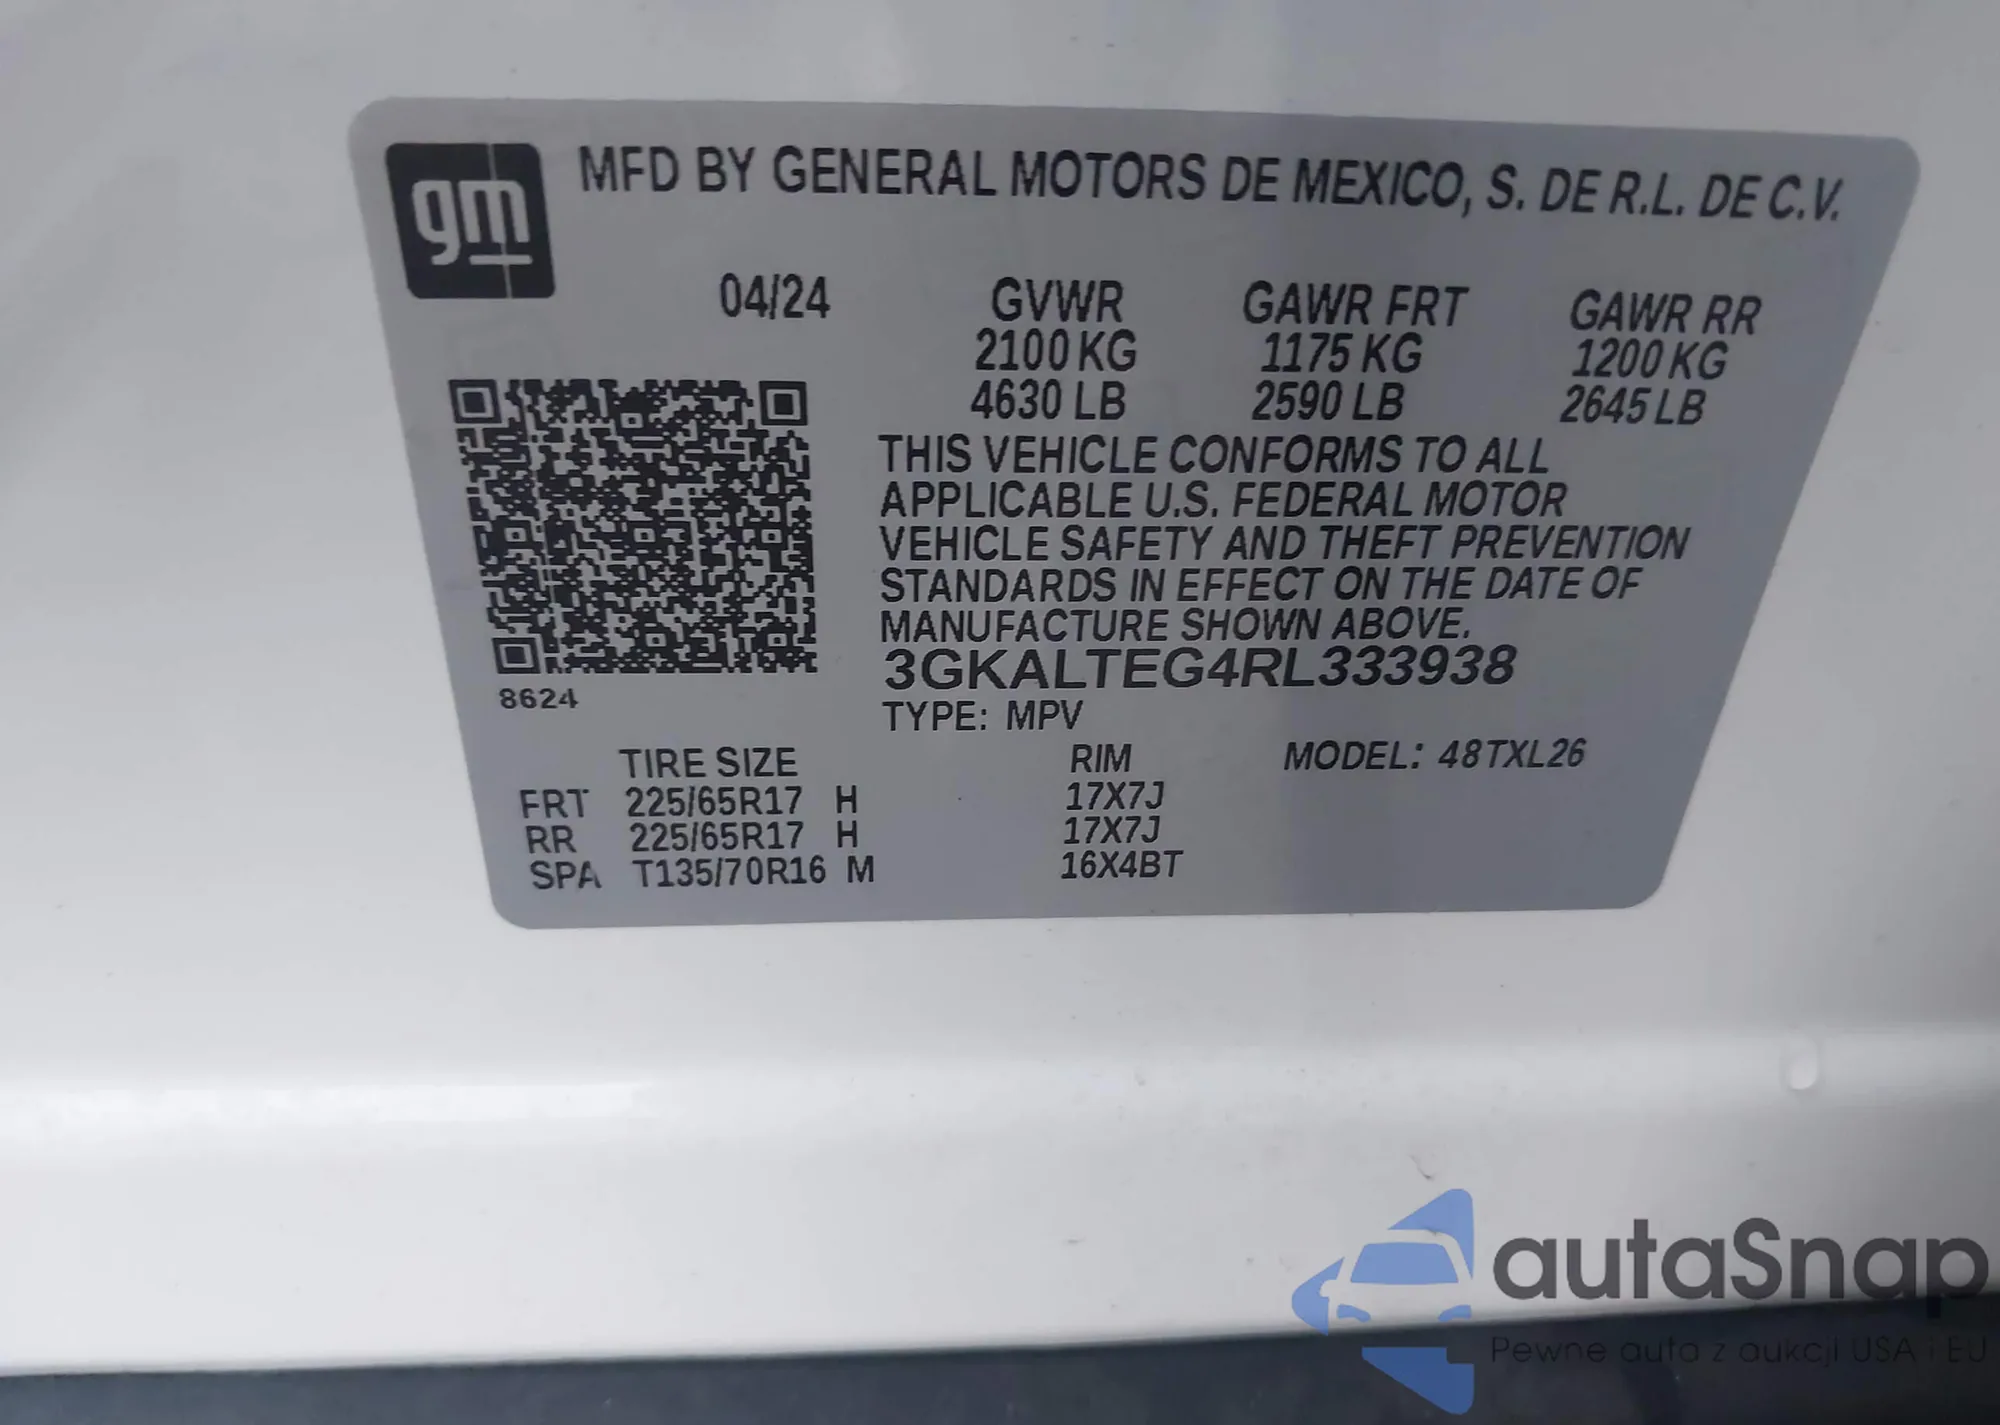 gm
MFD BY GENERAL MOTORS DE MEXICO, S. DE R.L. DE C.V.
04/24 GVWR GAWR FRT GAWR RR
2100 KG 1175 KG 1200 KG
4630 LB 2590 LB 2645 LB
THIS VEHICLE CONFORMS TO ALL
APPLICABLE U.S. FEDERAL MOTOR
VEHICLE SAFETY AND THEFT PREVENTION
STANDARDS IN EFFECT ON THE DATE OF
MANUFACTURE SHOWN ABOVE.
3GKALTEG4RL333938
8624
TYPE: MPV
TIRE SIZE RIM MODEL: 48TXL26
FRT 225/65R17 H 17X7J
RR 225/65R17 H 17X7J
SPA T135/70R16 M 16X4BT
autaSnap
Pewne auta z aukcji USA i EU